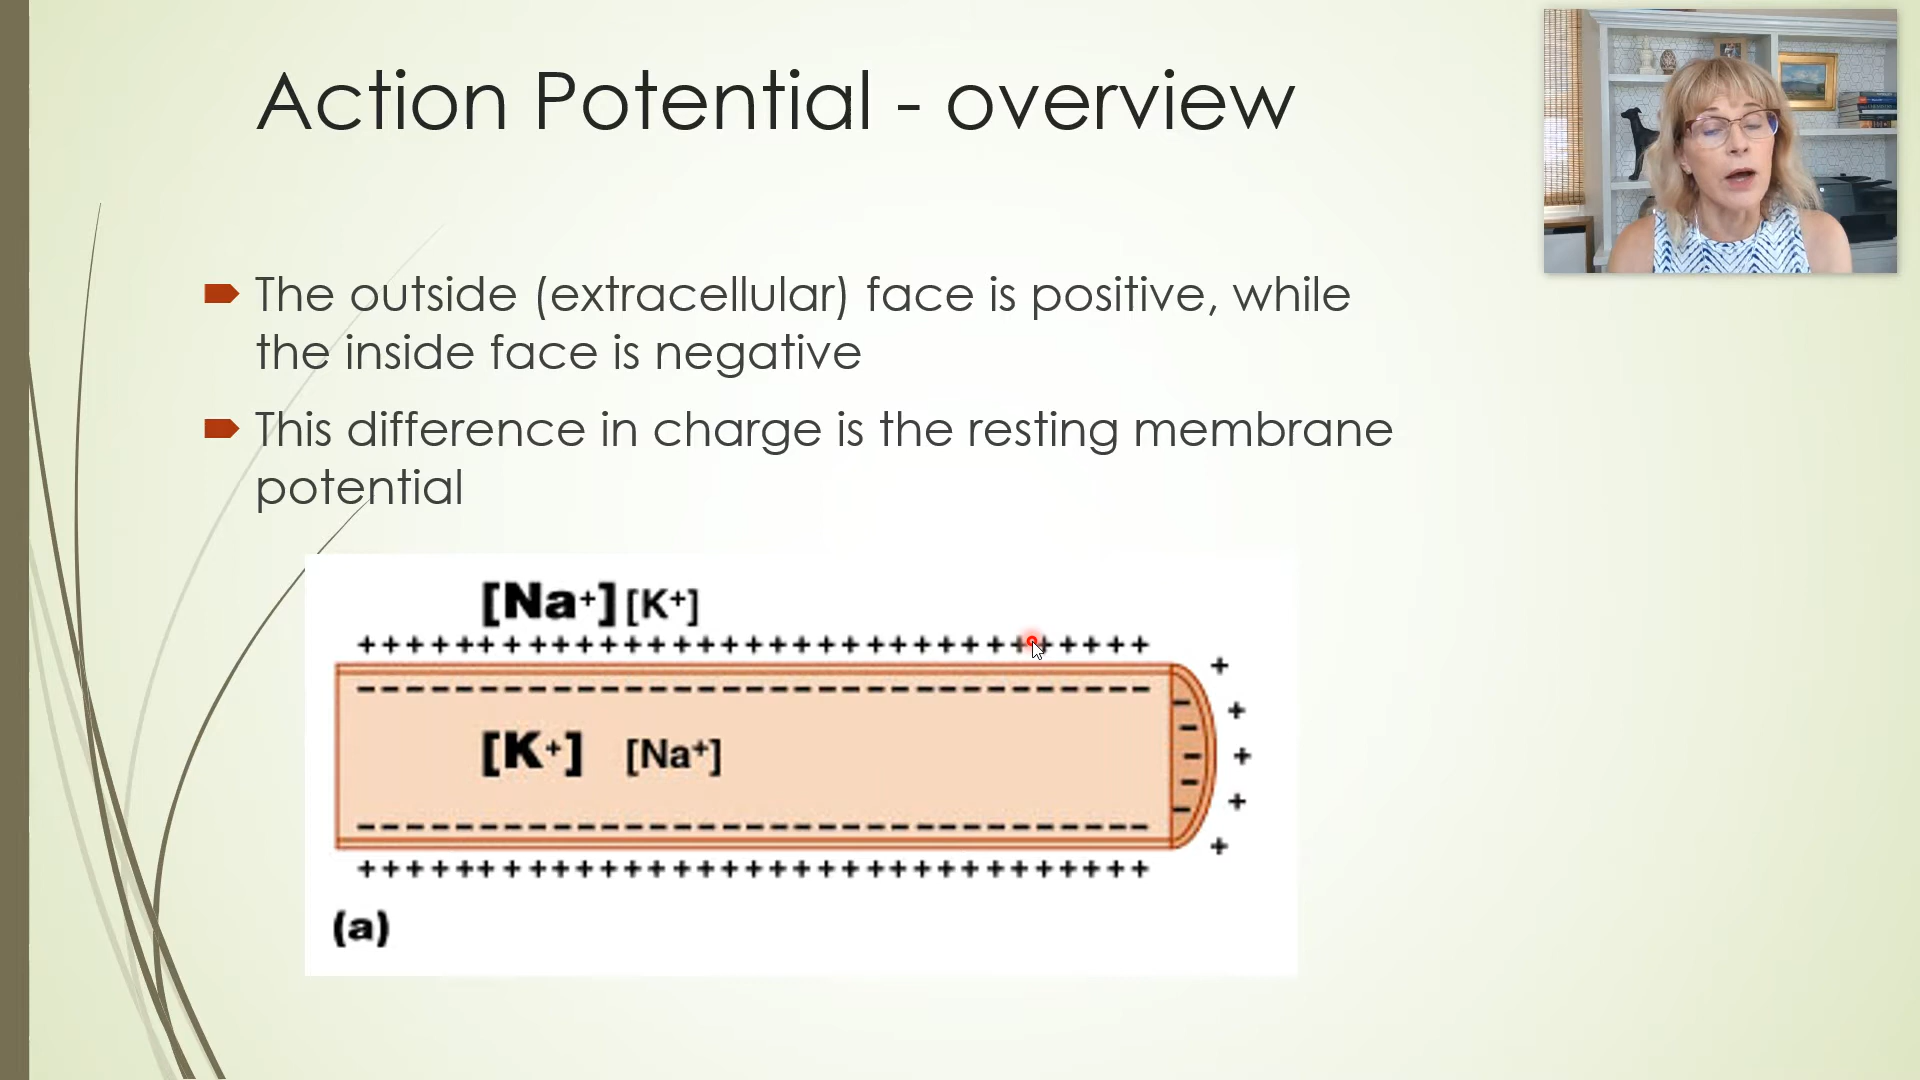 Action Potential - overview
The outside (extracellular) face is positive, while
the inside face is negative
This difference in charge is the resting membrane
potential
[Na+] [K+]
++++++++++++++++++++++++++++++++
+
--------------------------------
+
[K+] [Na+]
+
+
--------------------------------
+
++++++++++++++++++++++++++++++++
(a)